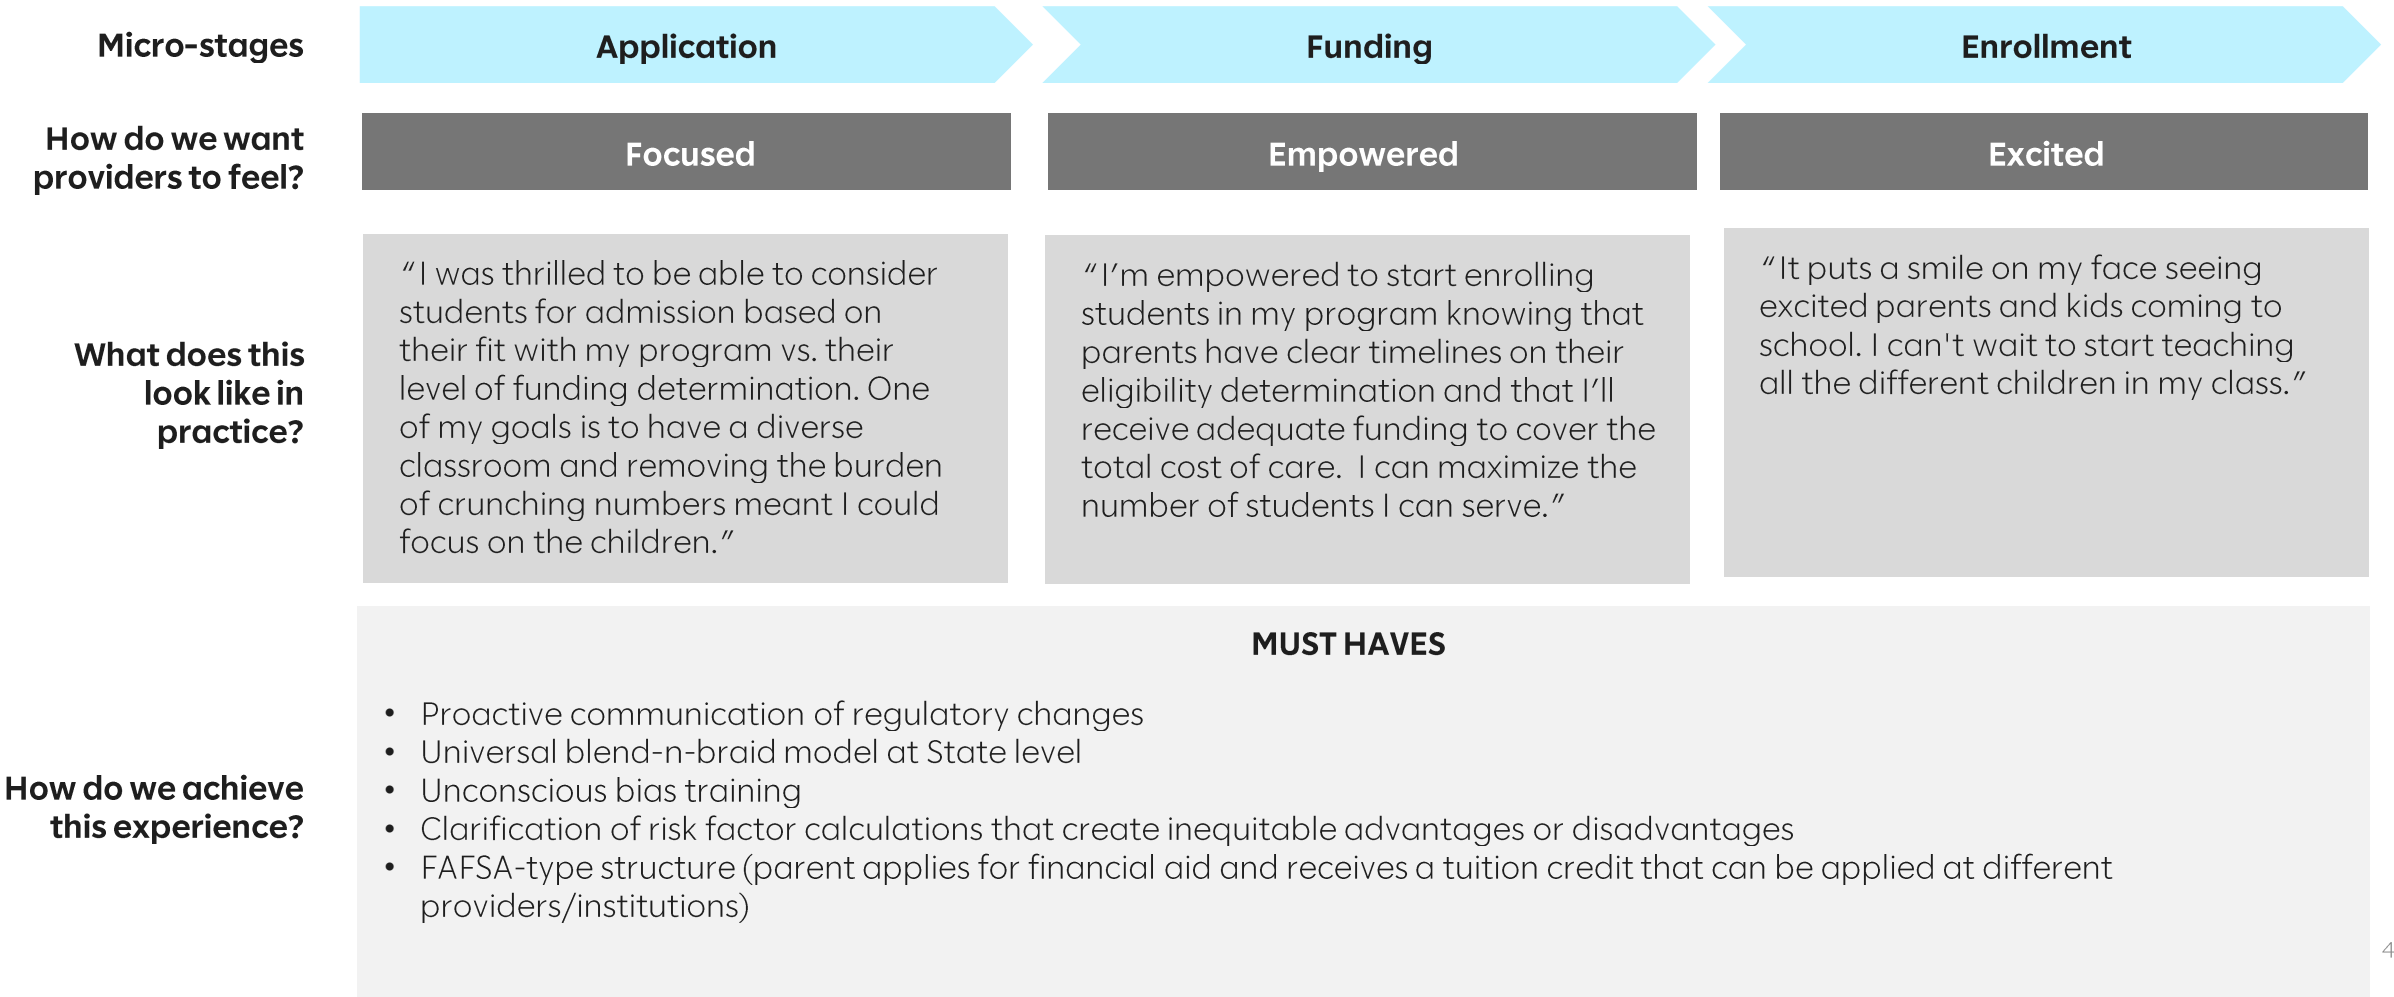 Micro-stages
Application
Funding
Enrollment
How do we want
providers to feel?
Focused
Empowered
Excited
What does this
look like in
practice?
“I was thrilled to be able to consider
students for admission based on
their fit with my program vs. their
level of funding determination. One
of my goals is to have a diverse
classroom and removing the burden
of crunching numbers meant I could
focus on the children.”
“I’m empowered to start enrolling
students in my program knowing that
parents have clear timelines on their
eligibility determination and that I’ll
receive adequate funding to cover the
total cost of care.  I can maximize the
number of students I can serve.”
“It puts a smile on my face seeing
excited parents and kids coming to
school. I can't wait to start teaching
all the different children in my class.”
How do we achieve
this experience?
MUST HAVES
• Proactive communication of regulatory changes
• Universal blend-n-braid model at State level
• Unconscious bias training
• Clarification of risk factor calculations that create inequitable advantages or disadvantages
• FAFSA-type structure (parent applies for financial aid and receives a tuition credit that can be applied at different
providers/institutions)
4